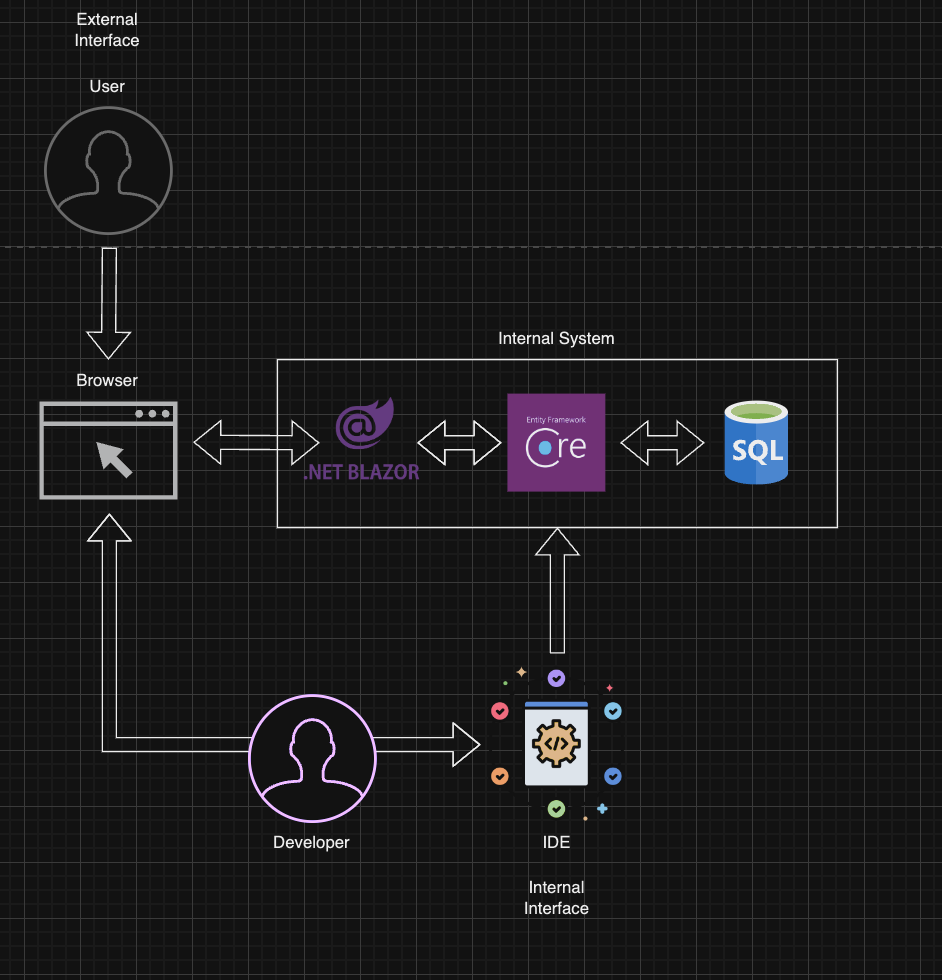 External
Interface
User
Browser
Internal System
.NET BLAZOR
Entity Framework
Core
SQL
</>
Developer
IDE
Internal
Interface